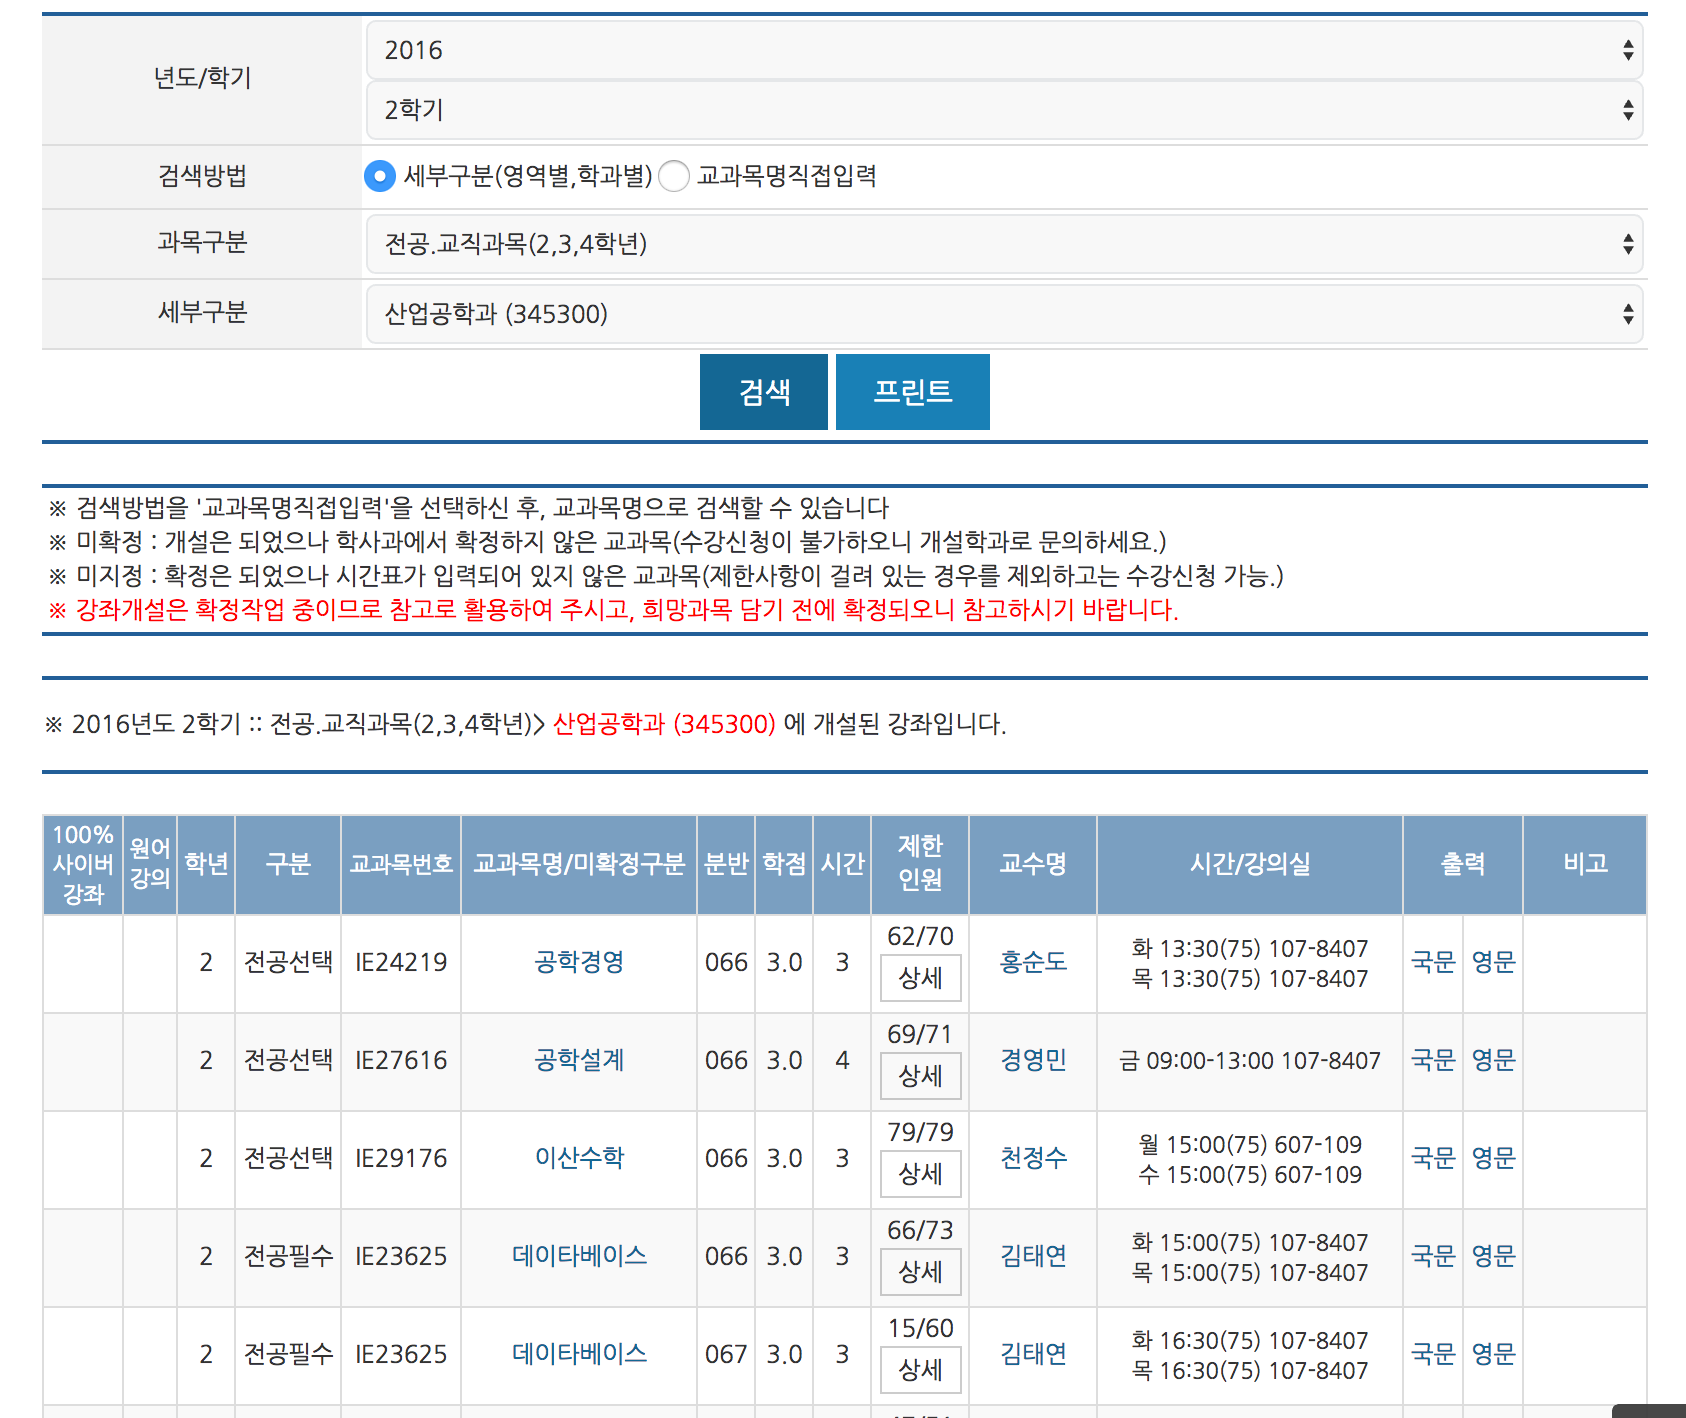 년도/학기
2016
2학기
검색방법
세부구분(영역별,학과별) 교과목명직접입력
과목구분
전공.교직과목(2,3,4학년)
세부구분
산업공학과 (345300)
검색 프린트
※ 검색방법을 '교과목명직접입력'을 선택하신 후, 교과목명으로 검색할 수 있습니다
※ 미확정 : 개설은 되었으나 학사과에서 확정하지 않은 교과목(수강신청이 불가하오니 개설학과로 문의하세요.)
※ 미지정 : 확정은 되었으나 시간표가 입력되어 있지 않은 교과목(제한사항이 걸려 있는 경우를 제외하고는 수강신청 가능.)
※ 강좌개설은 확정작업 중이므로 참고로 활용하여 주시고, 희망과목 담기 전에 확정되오니 참고하시기 바랍니다.
※ 2016년도 2학기 :: 전공.교직과목(2,3,4학년)> 산업공학과 (345300) 에 개설된 강좌입니다.
100%
사이버
강좌
원어
강의
학년
구분
교과목번호
교과목명/미확정구분
분반
학점
시간
제한
인원
교수명
시간/강의실
출력
비고
2 전공선택 IE24219 공학경영 066 3.0 3
62/70
상세
홍순도
화 13:30(75) 107-8407
목 13:30(75) 107-8407
국문 영문
2 전공선택 IE27616 공학설계 066 3.0 4
69/71
상세
경영민
금 09:00-13:00 107-8407
국문 영문
2 전공선택 IE29176 이산수학 066 3.0 3
79/79
상세
천정수
월 15:00(75) 607-109
수 15:00(75) 607-109
국문 영문
2 전공필수 IE23625 데이타베이스 066 3.0 3
66/73
상세
김태연
화 15:00(75) 107-8407
목 15:00(75) 107-8407
국문 영문
2 전공필수 IE23625 데이타베이스 067 3.0 3
15/60
상세
김태연
화 16:30(75) 107-8407
목 16:30(75) 107-8407
국문 영문